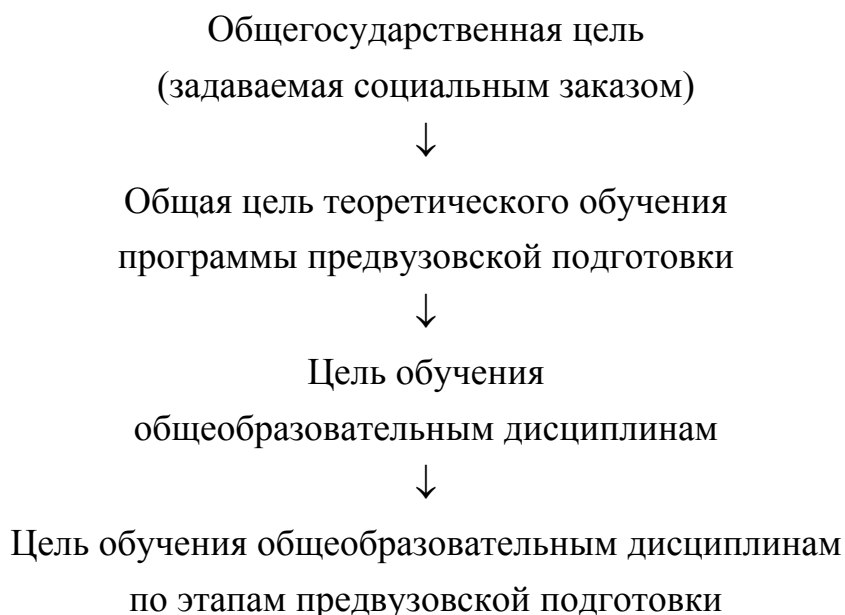 Общегосударственная цель
(задаваемая социальным заказом)
↓
Общая цель теоретического обучения
программы предвузовской подготовки
↓
Цель обучения
общеобразовательным дисциплинам
↓
Цель обучения общеобразовательным дисциплинам
по этапам предвузовской подготовки